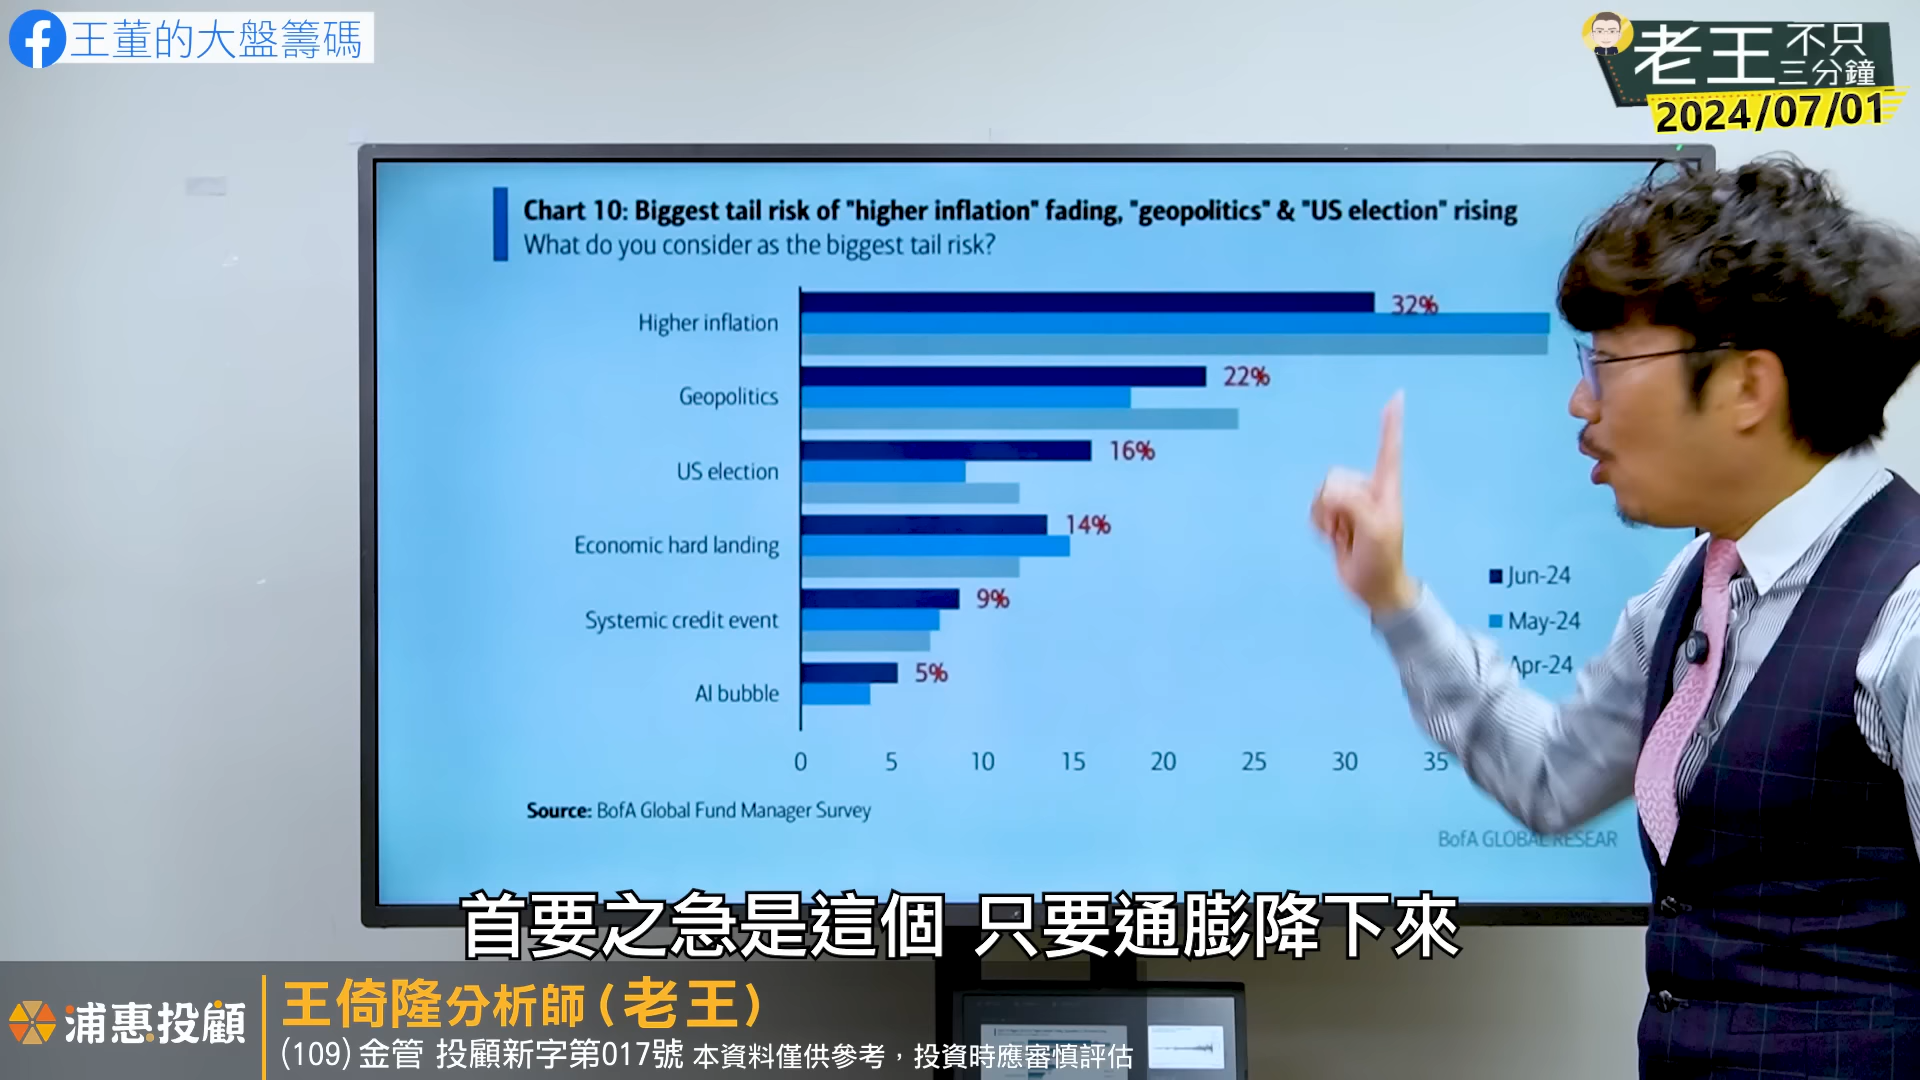 王董的大盤籌碼
老王不只三分鐘
2024/07/01
Chart 10: Biggest tail risk of "higher inflation" fading, "geopolitics" & "US election" rising
What do you consider as the biggest tail risk?
Higher inflation
32%
Geopolitics
22%
US election
16%
Economic hard landing
14%
Systemic credit event
9%
AI bubble
5%
Jun-24
May-24
Apr-24
0 5 10 15 20 25 30 35
Source: BofA Global Fund Manager Survey
BofA GLOBAL RESEAR
首要之急是這個 只要通膨降下來
浦惠投顧
王倚隆分析師(老王)
(109)金管 投顧新字第017號 本資料僅供參考，投資時應審慎評估